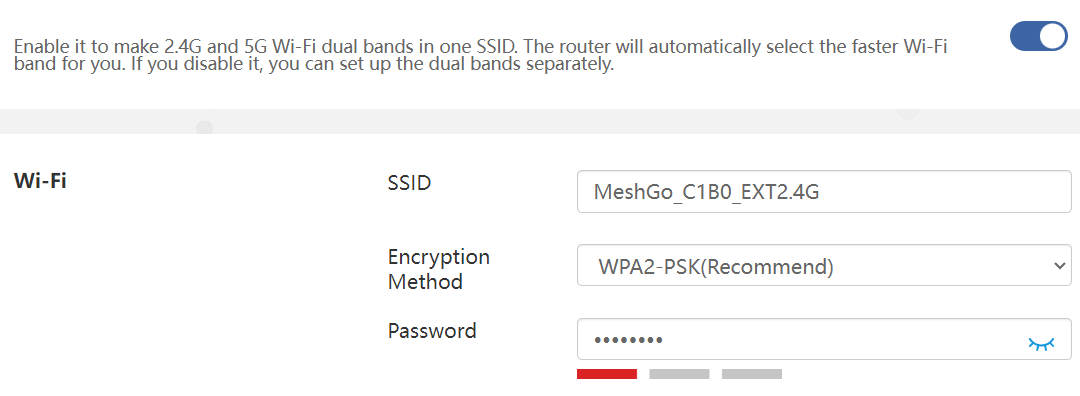 Enable it to make 2.4G and 5G Wi-Fi dual bands in one SSID. The router will automatically select the faster Wi-Fi
band for you. If you disable it, you can set up the dual bands separately.
Wi-Fi
SSID
MeshGo_C1B0_EXT2.4G
Encryption
Method
WPA2-PSK(Recommend)
Password
••••••••